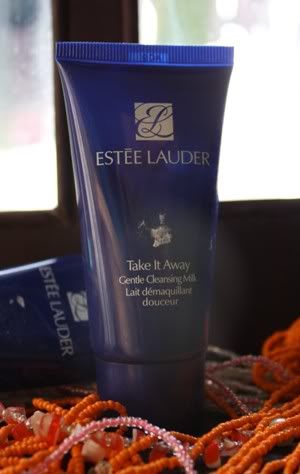 EL
ESTĒE LAUDER
Take It Away
Gentle Cleansing Milk
Lait démaquillant
douceur
ESTĒE LAUDER